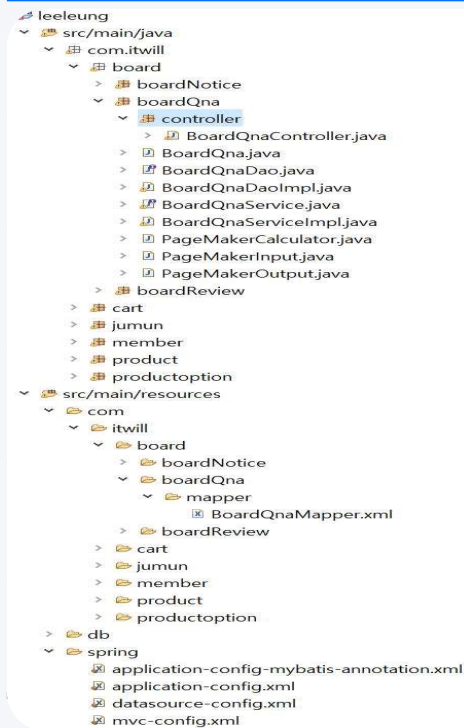 leeleung
src/main/java
com.itwill
board
boardNotice
boardQna
controller
BoardQnaController.java
BoardQna.java
BoardQnaDao.java
BoardQnaDaoImpl.java
BoardQnaService.java
BoardQnaServiceImpl.java
PageMakerCalculator.java
PageMakerInput.java
PageMakerOutput.java
boardReview
cart
jumun
member
product
productoption
src/main/resources
com
itwill
board
boardNotice
boardQna
mapper
BoardQnaMapper.xml
boardReview
cart
jumun
member
product
productoption
db
spring
application-config-mybatis-annotation.xml
application-config.xml
datasource-config.xml
mvc-config.xml